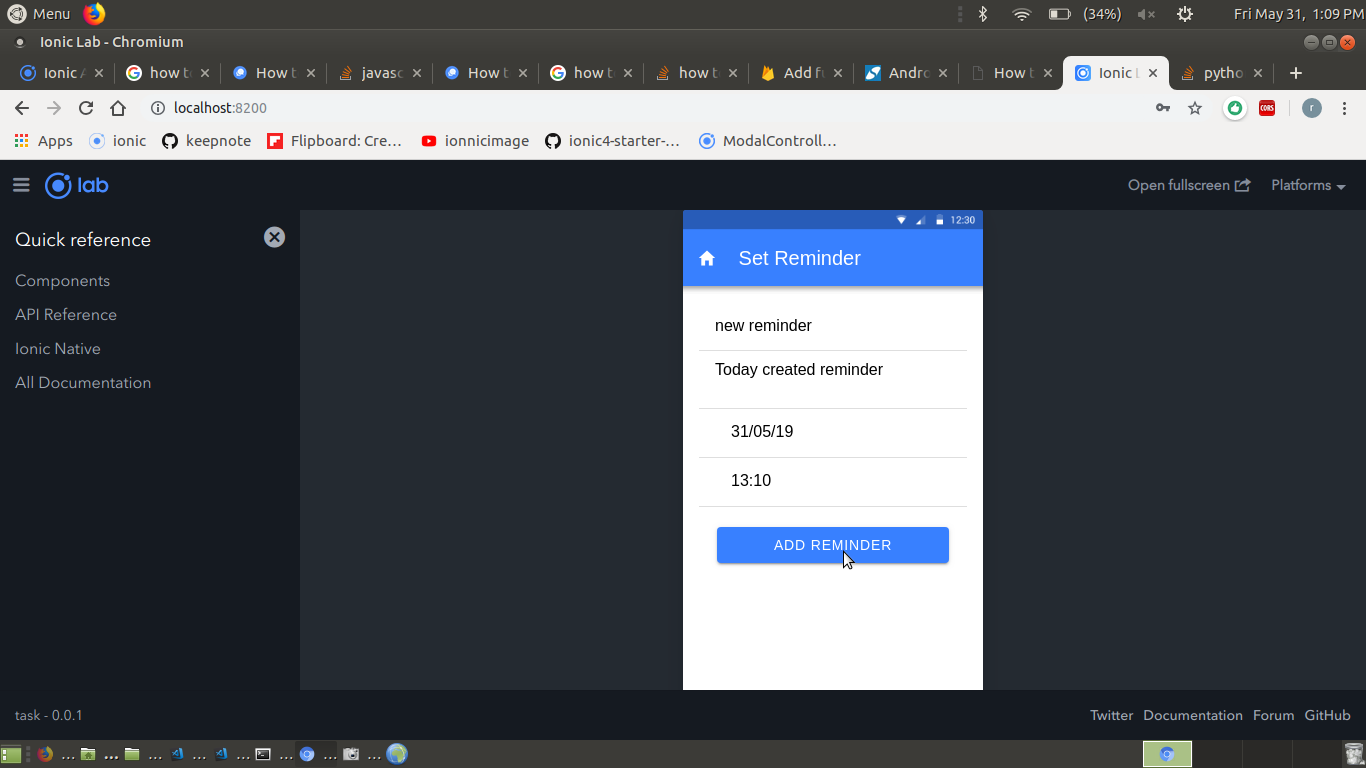 Menu
(34%)
Fri May 31, 1:09 PM
Ionic Lab - Chromium
Ionic A
how t
How t
javasc
How t
how t
how t
Add f
Andro
How t
Ionic L
pytho
localhost:8200
r
CORS
Apps
ionic
keepnote
Flipboard: Cre...
ionnicimage
ionic4-starter-...
ModalControll...
lab
Open fullscreen
Platforms
Quick reference
Components
API Reference
Ionic Native
All Documentation
12:30
Set Reminder
new reminder
Today created reminder
31/05/19
13:10
ADD REMINDER
task - 0.0.1
Twitter
Documentation
Forum
GitHub